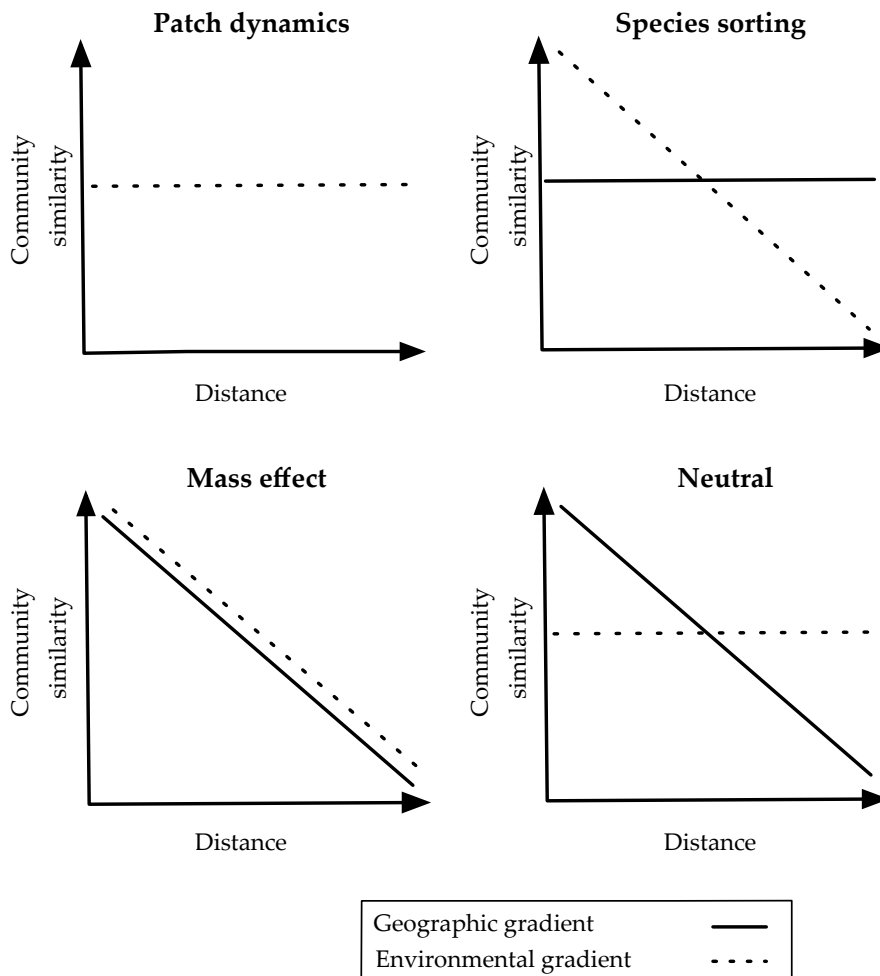 Patch dynamics
Community
similarity
Distance
Species sorting
Community
similarity
Distance
Mass effect
Community
similarity
Distance
Neutral
Community
similarity
Distance
Geographic gradient
Environmental gradient